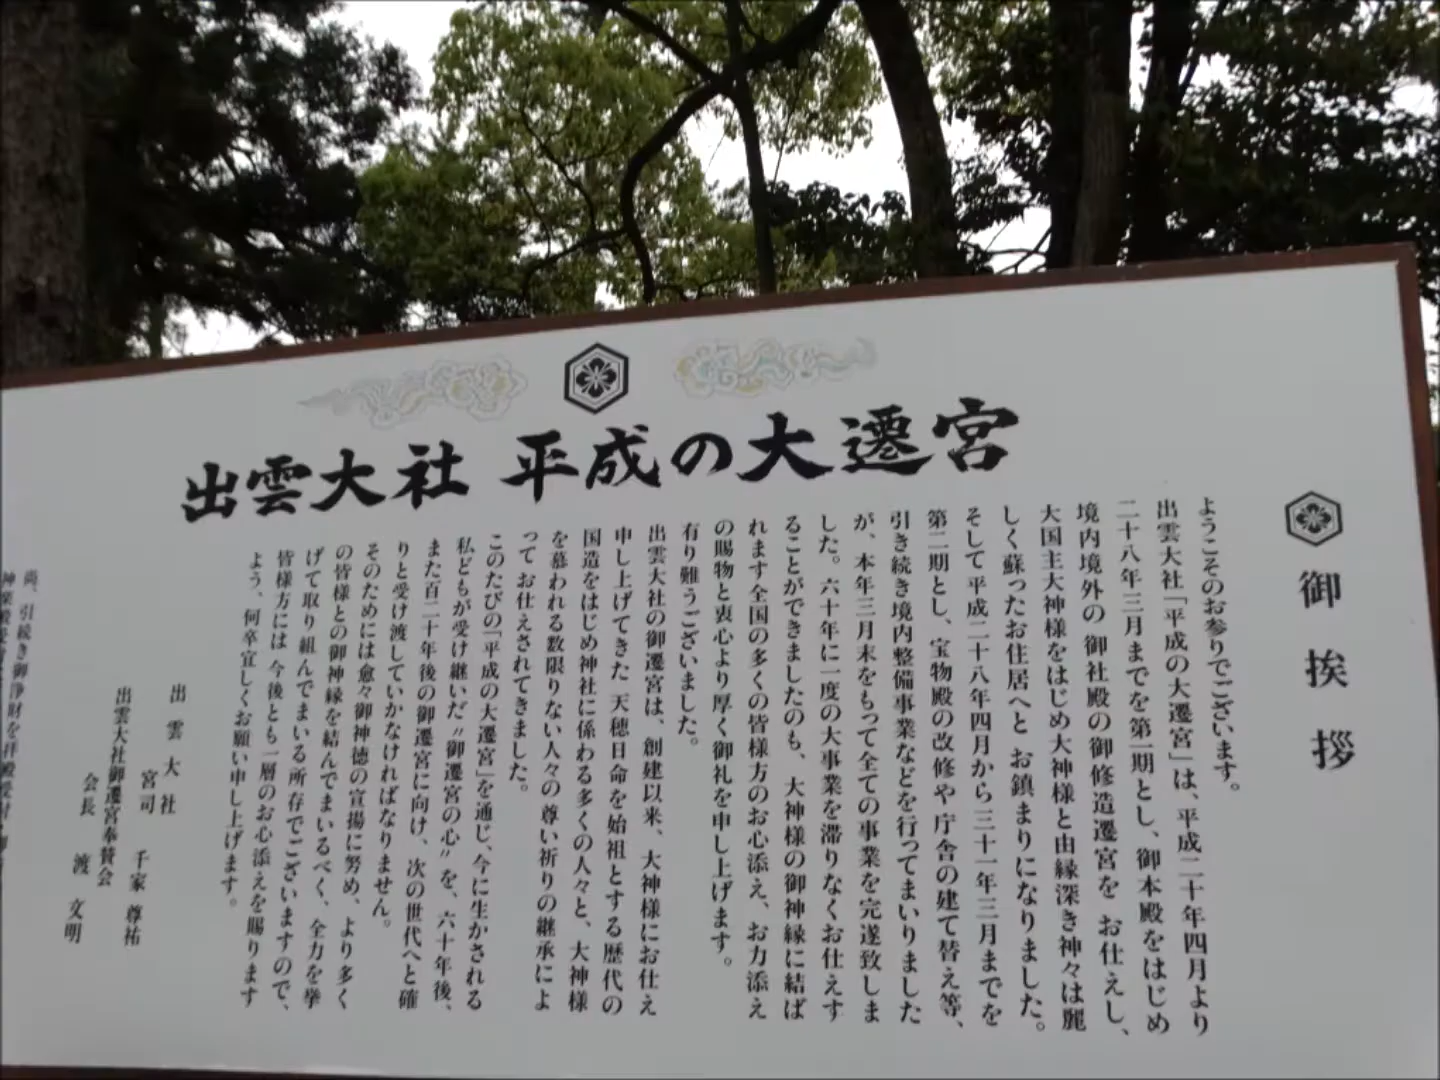 出雲大社 平成の大遷宮
御挨拶
ようこそのお参りでございます。
出雲大社「平成の大遷宮」は、平成二十年四月より
二十八年三月までを第一期とし、御本殿をはじめ
境内境外の 御社殿の御修造遷宮を お仕えし、
大国主大神様をはじめ大神様と由縁深き神々は麗
しく蘇ったお住居へと お鎮まりになりました。
そして平成二十八年四月から三十一年三月までを
第二期とし、宝物殿の改修や庁舎の建て替え等、
引き続き境内整備事業などを行ってまいりました
が、本年三月末をもって全ての事業を完遂致しま
した。六十年に一度の大事業を滞りなくお仕えす
ることができましたのも、大神様の御神縁に結ば
れます全国の多くの皆様方のお心添え、お力添え
の賜物と衷心より厚く御礼を申し上げます。
有り難うございました。
出雲大社の御遷宮は、創建以来、大神様にお仕え
申し上げてきた 天穂日命を始祖とする歴代の
国造をはじめ神社に係わる多くの人々と、大神様
を慕われる数限りない人々の尊い祈りの継承によ
って お仕えされてきました。
このたびの「平成の大遷宮」を通じ、今に生かされる
私どもが受け継いだ〝御遷宮の心〟を、六十年後、
また百二十年後の御遷宮に向け、次の世代へと確
りと受け渡していかなければなりません。
そのためには愈々御神徳の宣揚に努め、より多く
の皆様との御神縁を結んでまいるべく、全力を挙
げて取り組んでまいる所存でございますので、
皆様方には 今後とも一層のお心添えを賜ります
よう、何卒宜しくお願い申し上げます。
出雲大社
宮司 千家 尊祐
出雲大社御遷宮奉賛会
会長 渡 文明
尚、引続き御浄財を拝殿受付